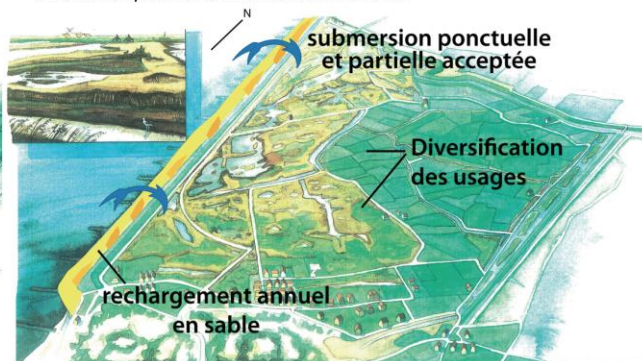 N
submersion ponctuelle
et partielle acceptée
Diversification
des usages
rechargement annuel
en sable